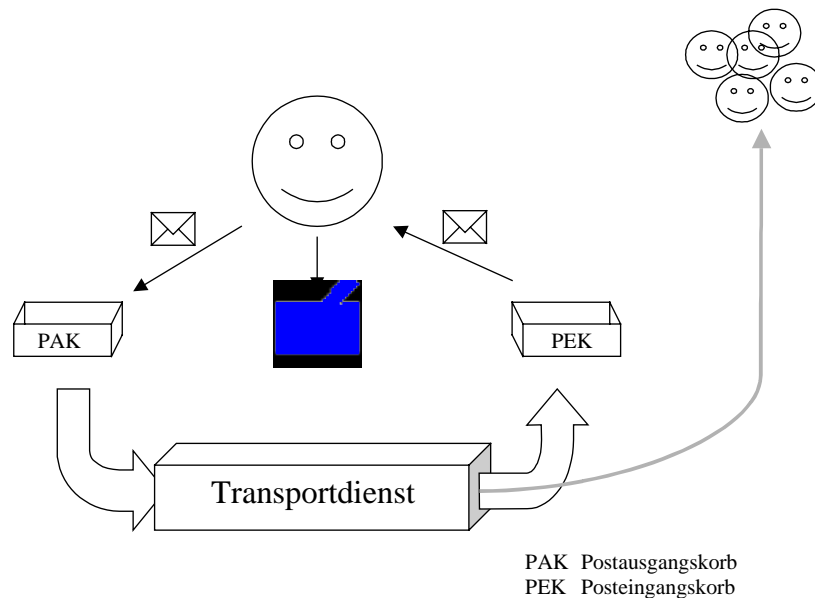 PAK
PEK
Transportdienst
PAK Postausgangskorb
PEK Posteingangskorb